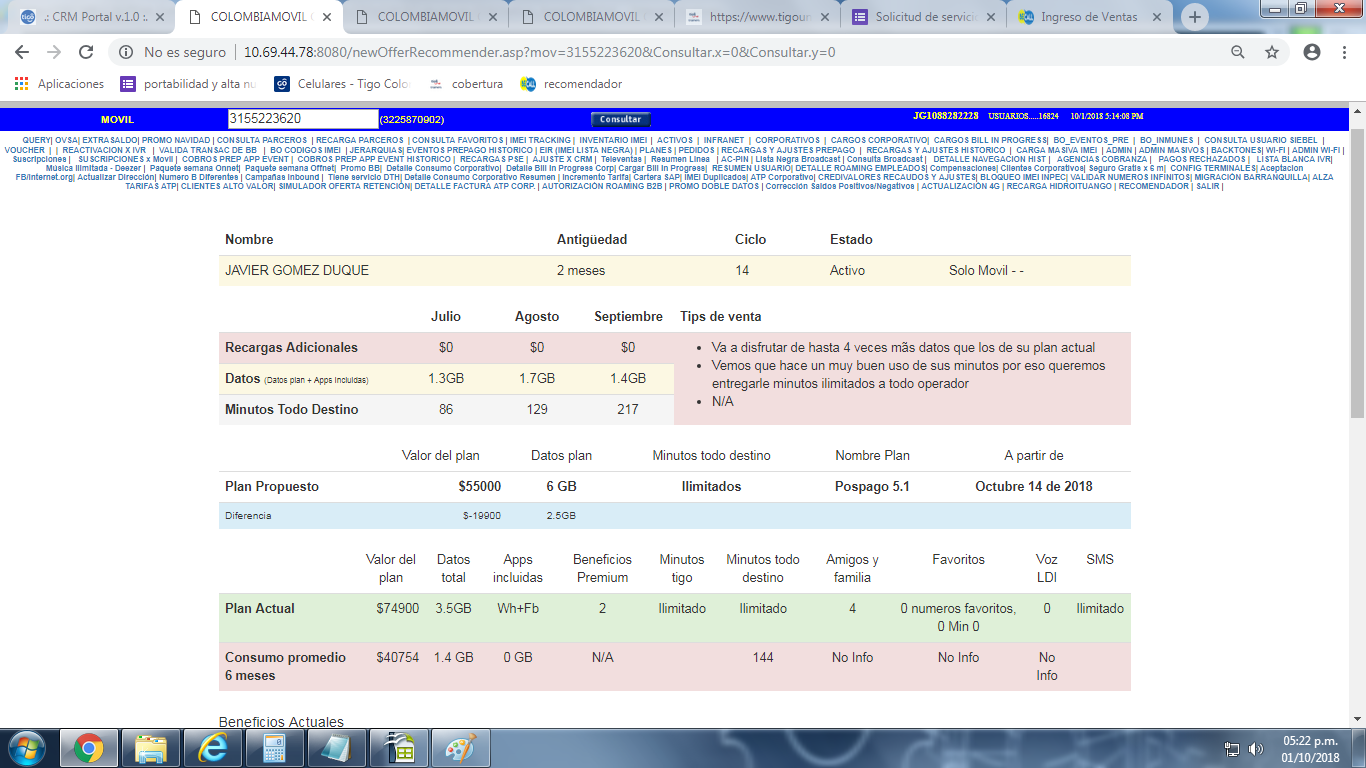 .: CRM Portal v.1.0 :.
COLOMBIAMOVIL
COLOMBIAMOVIL
COLOMBIAMOVIL
https://www.tigour
Solicitud de servici
Ingreso de Ventas
No es seguro | 10.69.44.78:8080/newOfferRecommender.asp?mov=3155223620&Consultar.x=0&Consultar.y=0
Aplicaciones portabilidad y alta nu Celulares - Tigo Colo cobertura recomendador
MOVIL 3155223620 (3225870902) Consultar JG1088282228 USUARIOS.....16824 10/1/2018 5:14:08 PM
QUERY| OVSA| EXTRASALDO| PROMO NAVIDAD | CONSULTA PARCEROS | RECARGA PARCEROS | CONSULTA FAVORITOS | IMEI TRACKING | INVENTARIO IMEI | ACTIVOS | INFRANET | CORPORATIVOS | CARGOS CORPORATIVO| CARGOS BILL IN PROGRESS| BO_EVENTOS_PRE | BO_INMUNES | CONSULTA USUARIO SIEBEL |
VOUCHER | | REACTIVACION X IVR | VALIDA TRANSAC DE BB | BO CODIGOS IMEI | JERARQUIAS| EVENTOS PREPAGO HISTORICO | EIR (IMEI LISTA NEGRA) | PLANES | PEDIDOS | RECARGAS Y AJUSTES PREPAGO | RECARGAS Y AJUSTES HISTORICO | CARGA MASIVA IMEI | ADMIN | ADMIN MASIVOS | BACKTONES| WI-FI | ADMIN WI-FI |
Suscripciones | SUSCRIPCIONES x Movil | COBROS PREP APP EVENT | COBROS PREP APP EVENT HISTORICO | RECARGAS PSE | AJUSTE X CRM | Televentas | Resumen Linea | AC-PIN | Lista Negra Broadcast | Consulta Broadcast | DETALLE NAVEGACION HIST | AGENCIAS COBRANZA | PAGOS RECHAZADOS | LISTA BLANCA IVR|
Música Ilimitada - Deezer | Paquete semana Onnet| Paquete semana Offnet| Promo BB| Detalle Consumo Corporativo| Detalle Bill in Progress Corp| Cargar Bill in Progress| RESUMEN USUARIO| DETALLE ROAMING EMPLEADOS| Compensaciones| Clientes Corporativos| Seguro Gratis x 6 m| CONFIG TERMINALES| Aceptacion
FB/Internet.org| Actualizar Dirección| Numero B Diferentes | Campañas Inbound | Tiene servicio DTH| Detalle Consumo Corporativo Resumen | Incremento Tarifa| Cartera SAP| IMEI Duplicados| ATP Corporativo| CREDIVALORES RECAUDOS Y AJUSTES| BLOQUEO IMEI INPEC| VALIDAR NUMEROS INFINITOS| MIGRACIÓN BARRANQUILLA| ALZA
TARIFAS ATP| CLIENTES ALTO VALOR| SIMULADOR OFERTA RETENCIÓN| DETALLE FACTURA ATP CORP. | AUTORIZACIÓN ROAMING B2B | PROMO DOBLE DATOS | Corrección Saldos Positivos/Negativos | ACTUALIZACIÓN 4G | RECARGA HIDROITUANGO | RECOMENDADOR | SALIR |
Nombre Antigüedad Ciclo Estado
JAVIER GOMEZ DUQUE 2 meses 14 Activo Solo Movil - -
Julio Agosto Septiembre Tips de venta
Recargas Adicionales $0 $0 $0
Datos (Datos plan + Apps Incluidas) 1.3GB 1.7GB 1.4GB
Minutos Todo Destino 86 129 217
• Va a disfrutar de hasta 4 veces mãs datos que los de su plan actual
• Vemos que hace un muy buen uso de sus minutos por eso queremos
entregarle minutos ilimitados a todo operador
• N/A
Valor del plan Datos plan Minutos todo destino Nombre Plan A partir de
Plan Propuesto $55000 6 GB Ilimitados Pospago 5.1 Octubre 14 de 2018
Diferencia $-19900 2.5GB
Valor del Datos Apps Beneficios Minutos Minutos todo Amigos y Favoritos Voz SMS
plan total incluidas Premium tigo destino familia LDI
Plan Actual $74900 3.5GB Wh+Fb 2 Ilimitado Ilimitado 4 0 numeros favoritos, 0 Ilimitado
0 Min 0
Consumo promedio $40754 1.4 GB 0 GB N/A 144 No Info No Info No
6 meses Info
Beneficios Actuales
05:22 p.m.
01/10/2018